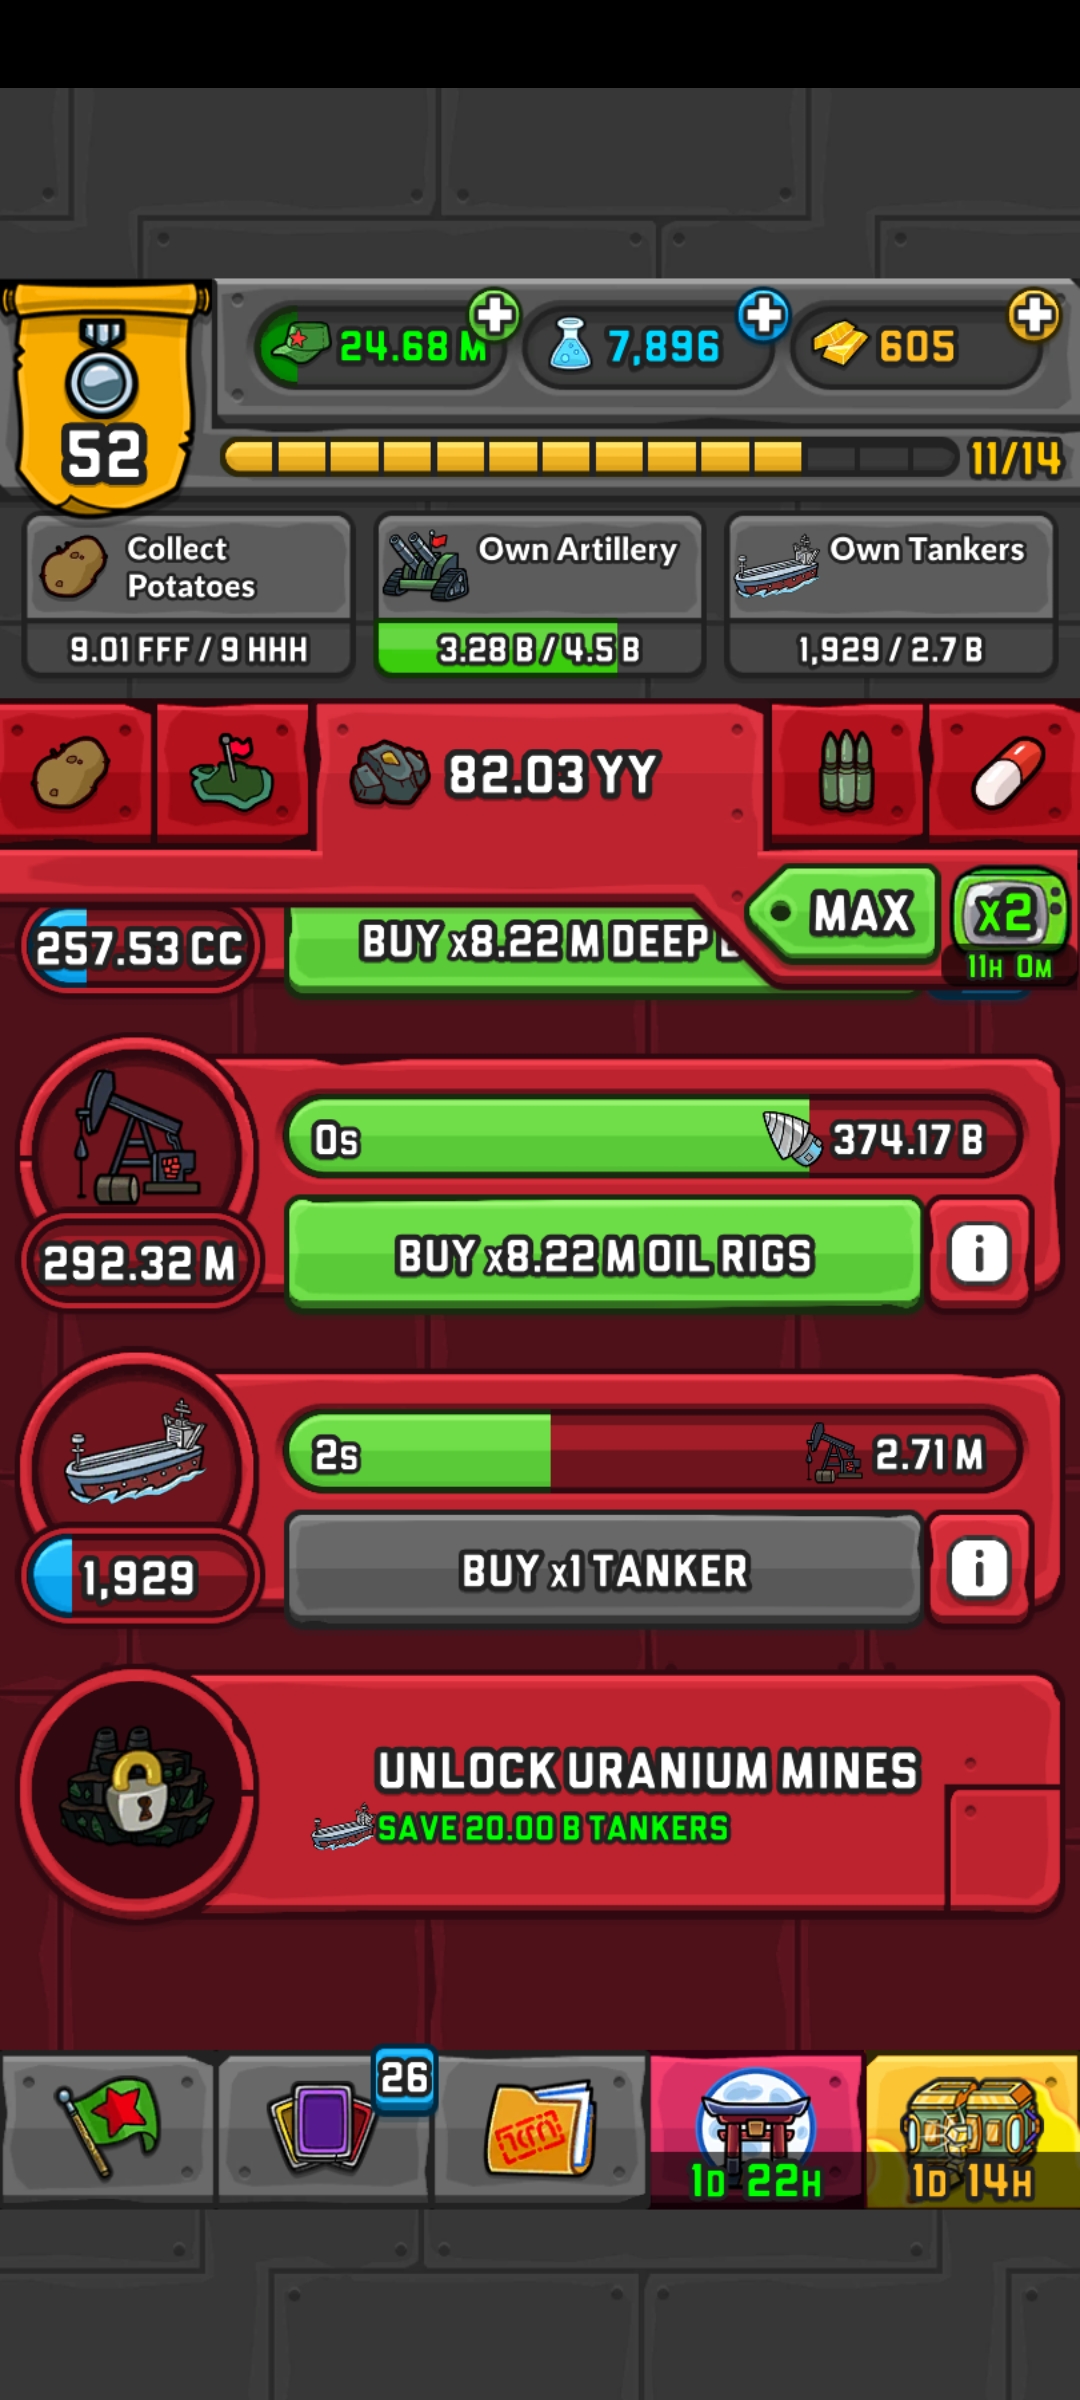 24.68 M
7,896
605
52
11/14
Collect
Potatoes
9.01 FFF / 9 HHH
Own Artillery
3.28 B / 4.5 B
Own Tankers
1,929 / 2.7 B
82.03 YY
MAX
x2
11H 0M
257.53 CC
BUY x8.22 M DEEP
0s
374.17 B
292.32 M
BUY x8.22 M OIL RIGS
i
2s
2.71 M
1,929
BUY x1 TANKER
i
UNLOCK URANIUM MINES
SAVE 20.00 B TANKERS
26
1D 22H
1D 14H